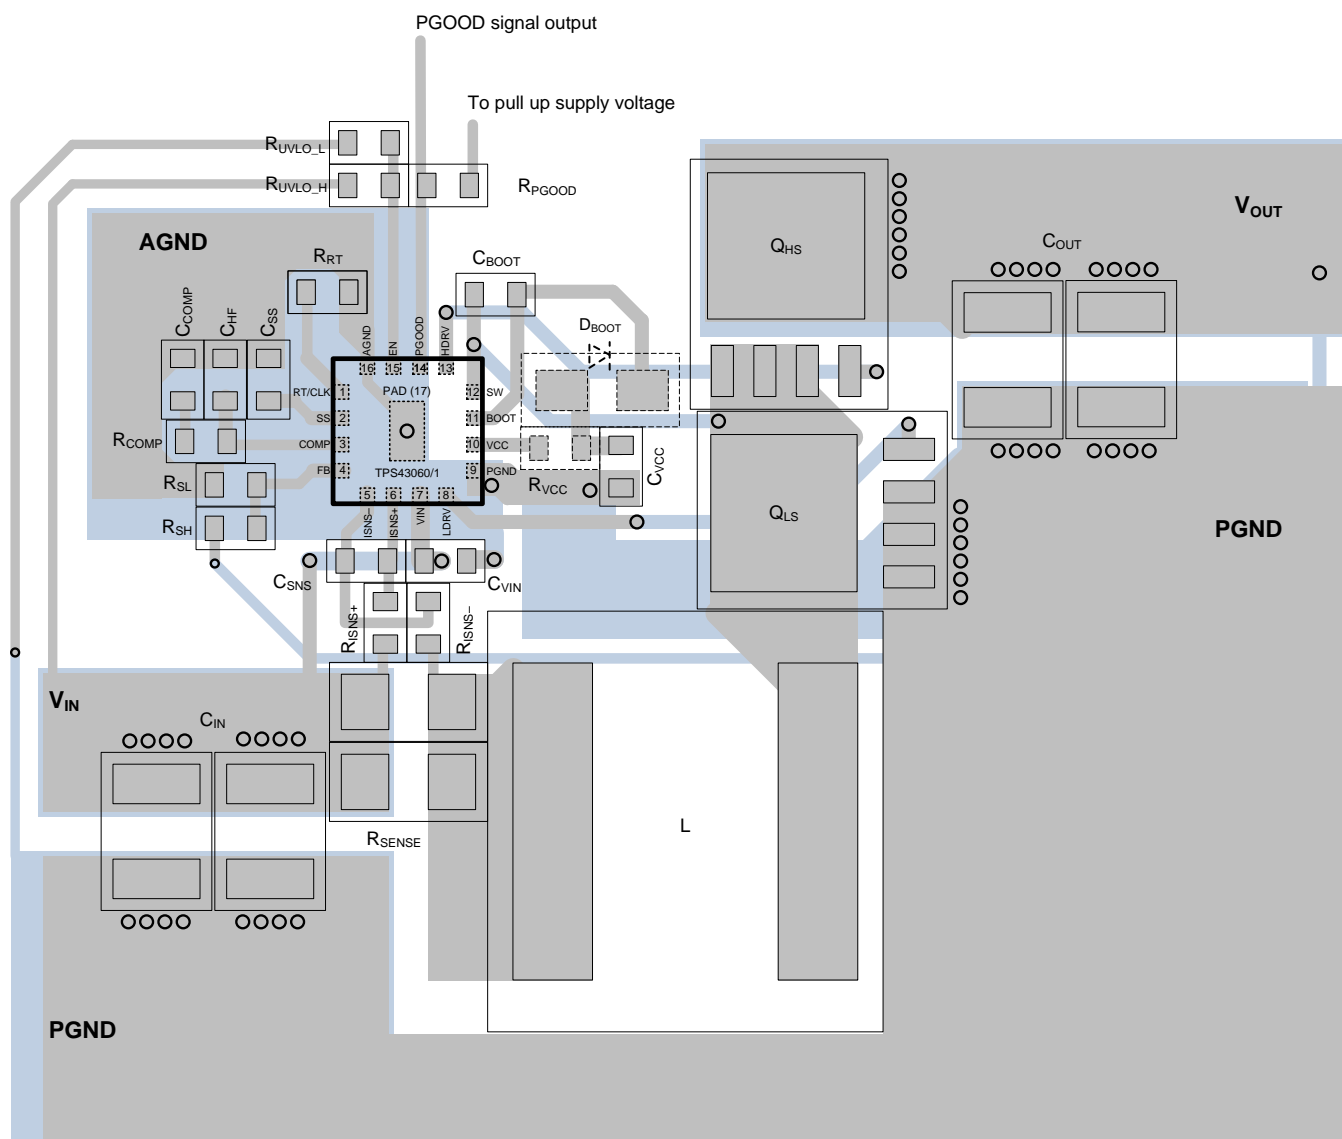 PGOOD signal output
To pull up supply voltage
RUVLO_L
RUVLO_H
RPGOOD
VOUT
AGND
QHS
COUT
RRT
CBOOT
CCOMP
CHF
CSS
DBOOT
AGND
EN
PGOOD
HDRV
16
15
14
13
RT/CLK
1
PAD (17)
12
SW
SS
2
11
BOOT
RCOMP
COMP
3
10
VCC
FB
4
TPS43060/1
9
PGND
RSL
RVCC
CVCC
5
6
7
8
ISNS−
ISNS+
VIN
LDRV
RSH
QLS
PGND
CSNS
CVIN
RISNS+
RISNS−
VIN
CIN
RSENSE
L
PGND